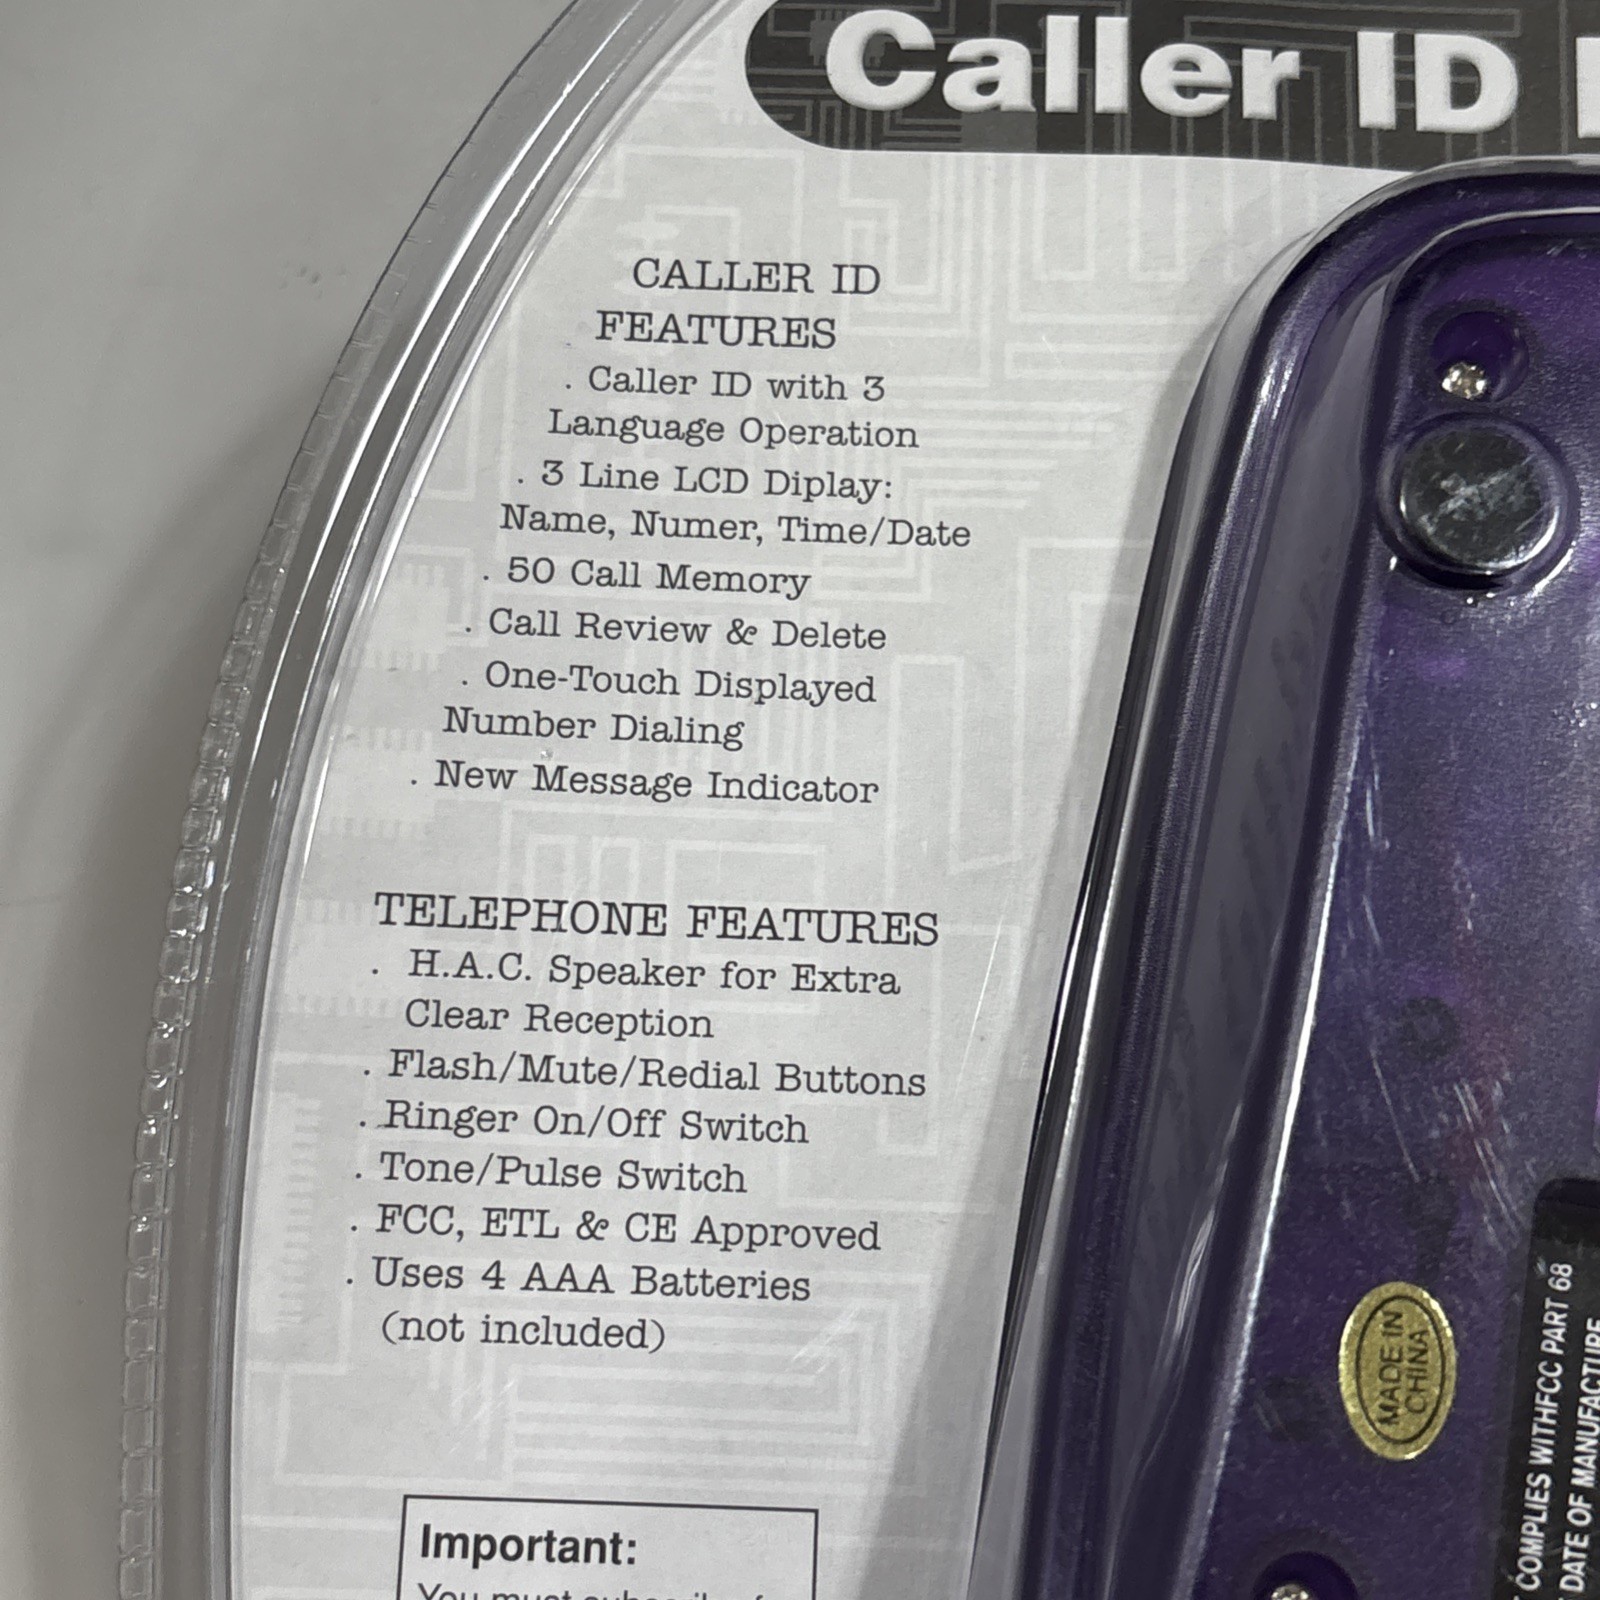 Caller ID
CALLER ID
FEATURES
. Caller ID with 3
Language Operation
. 3 Line LCD Diplay:
Name, Numer, Time/Date
. 50 Call Memory
. Call Review & Delete
. One-Touch Displayed
Number Dialing
. New Message Indicator
TELEPHONE FEATURES
. H.A.C. Speaker for Extra
Clear Reception
. Flash/Mute/Redial Buttons
. Ringer On/Off Switch
. Tone/Pulse Switch
. FCC, ETL & CE Approved
. Uses 4 AAA Batteries
(not included)
Important:
You must subscribe
MADE IN
CHINA
COMPLIES WITHFCC PART 68
DATE OF MANUFACTURE